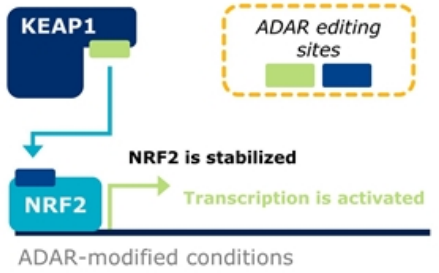 KEAP1
ADAR editing
sites
NRF2 is stabilized
Transcription is activated
NRF2
ADAR-modified conditions